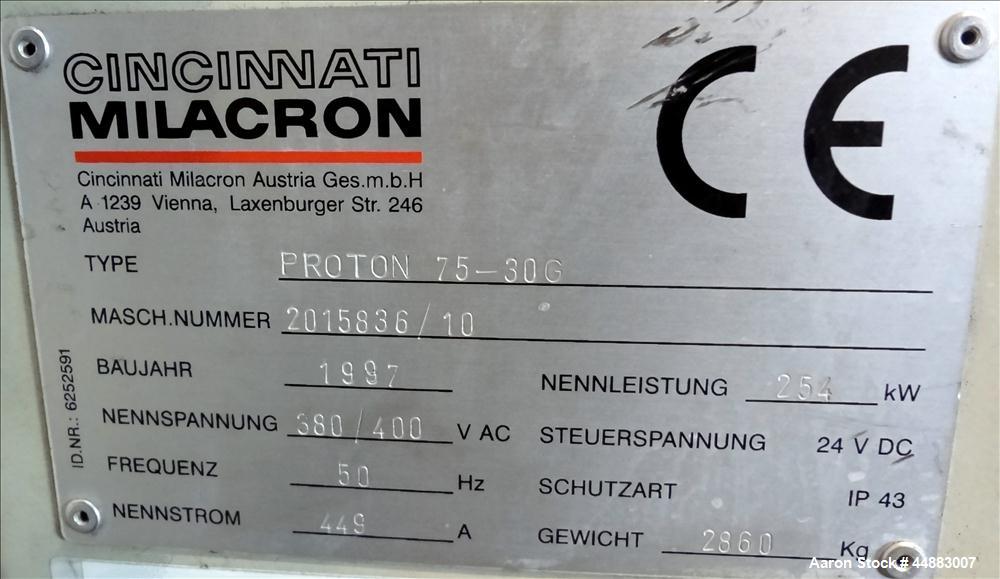 CINCINNATI
MILACRON
CE
Cincinnati Milacron Austria Ges.m.b.H
A 1239 Vienna, Laxenburger Str. 246
Austria
TYPE PROTON 75-30G
MASCH.NUMMER 2015836/10
BAUJAHR 1997
NENNLEISTUNG 254 kW
NENNSPANNUNG 380/400 V AC
STEUERSPANNUNG 24 V DC
FREQUENZ 50 Hz
SCHUTZART IP 43
NENNSTROM 449 A
GEWICHT 2860 Kg
ID.NR.: 6252591
Aaron Stock# 44883007